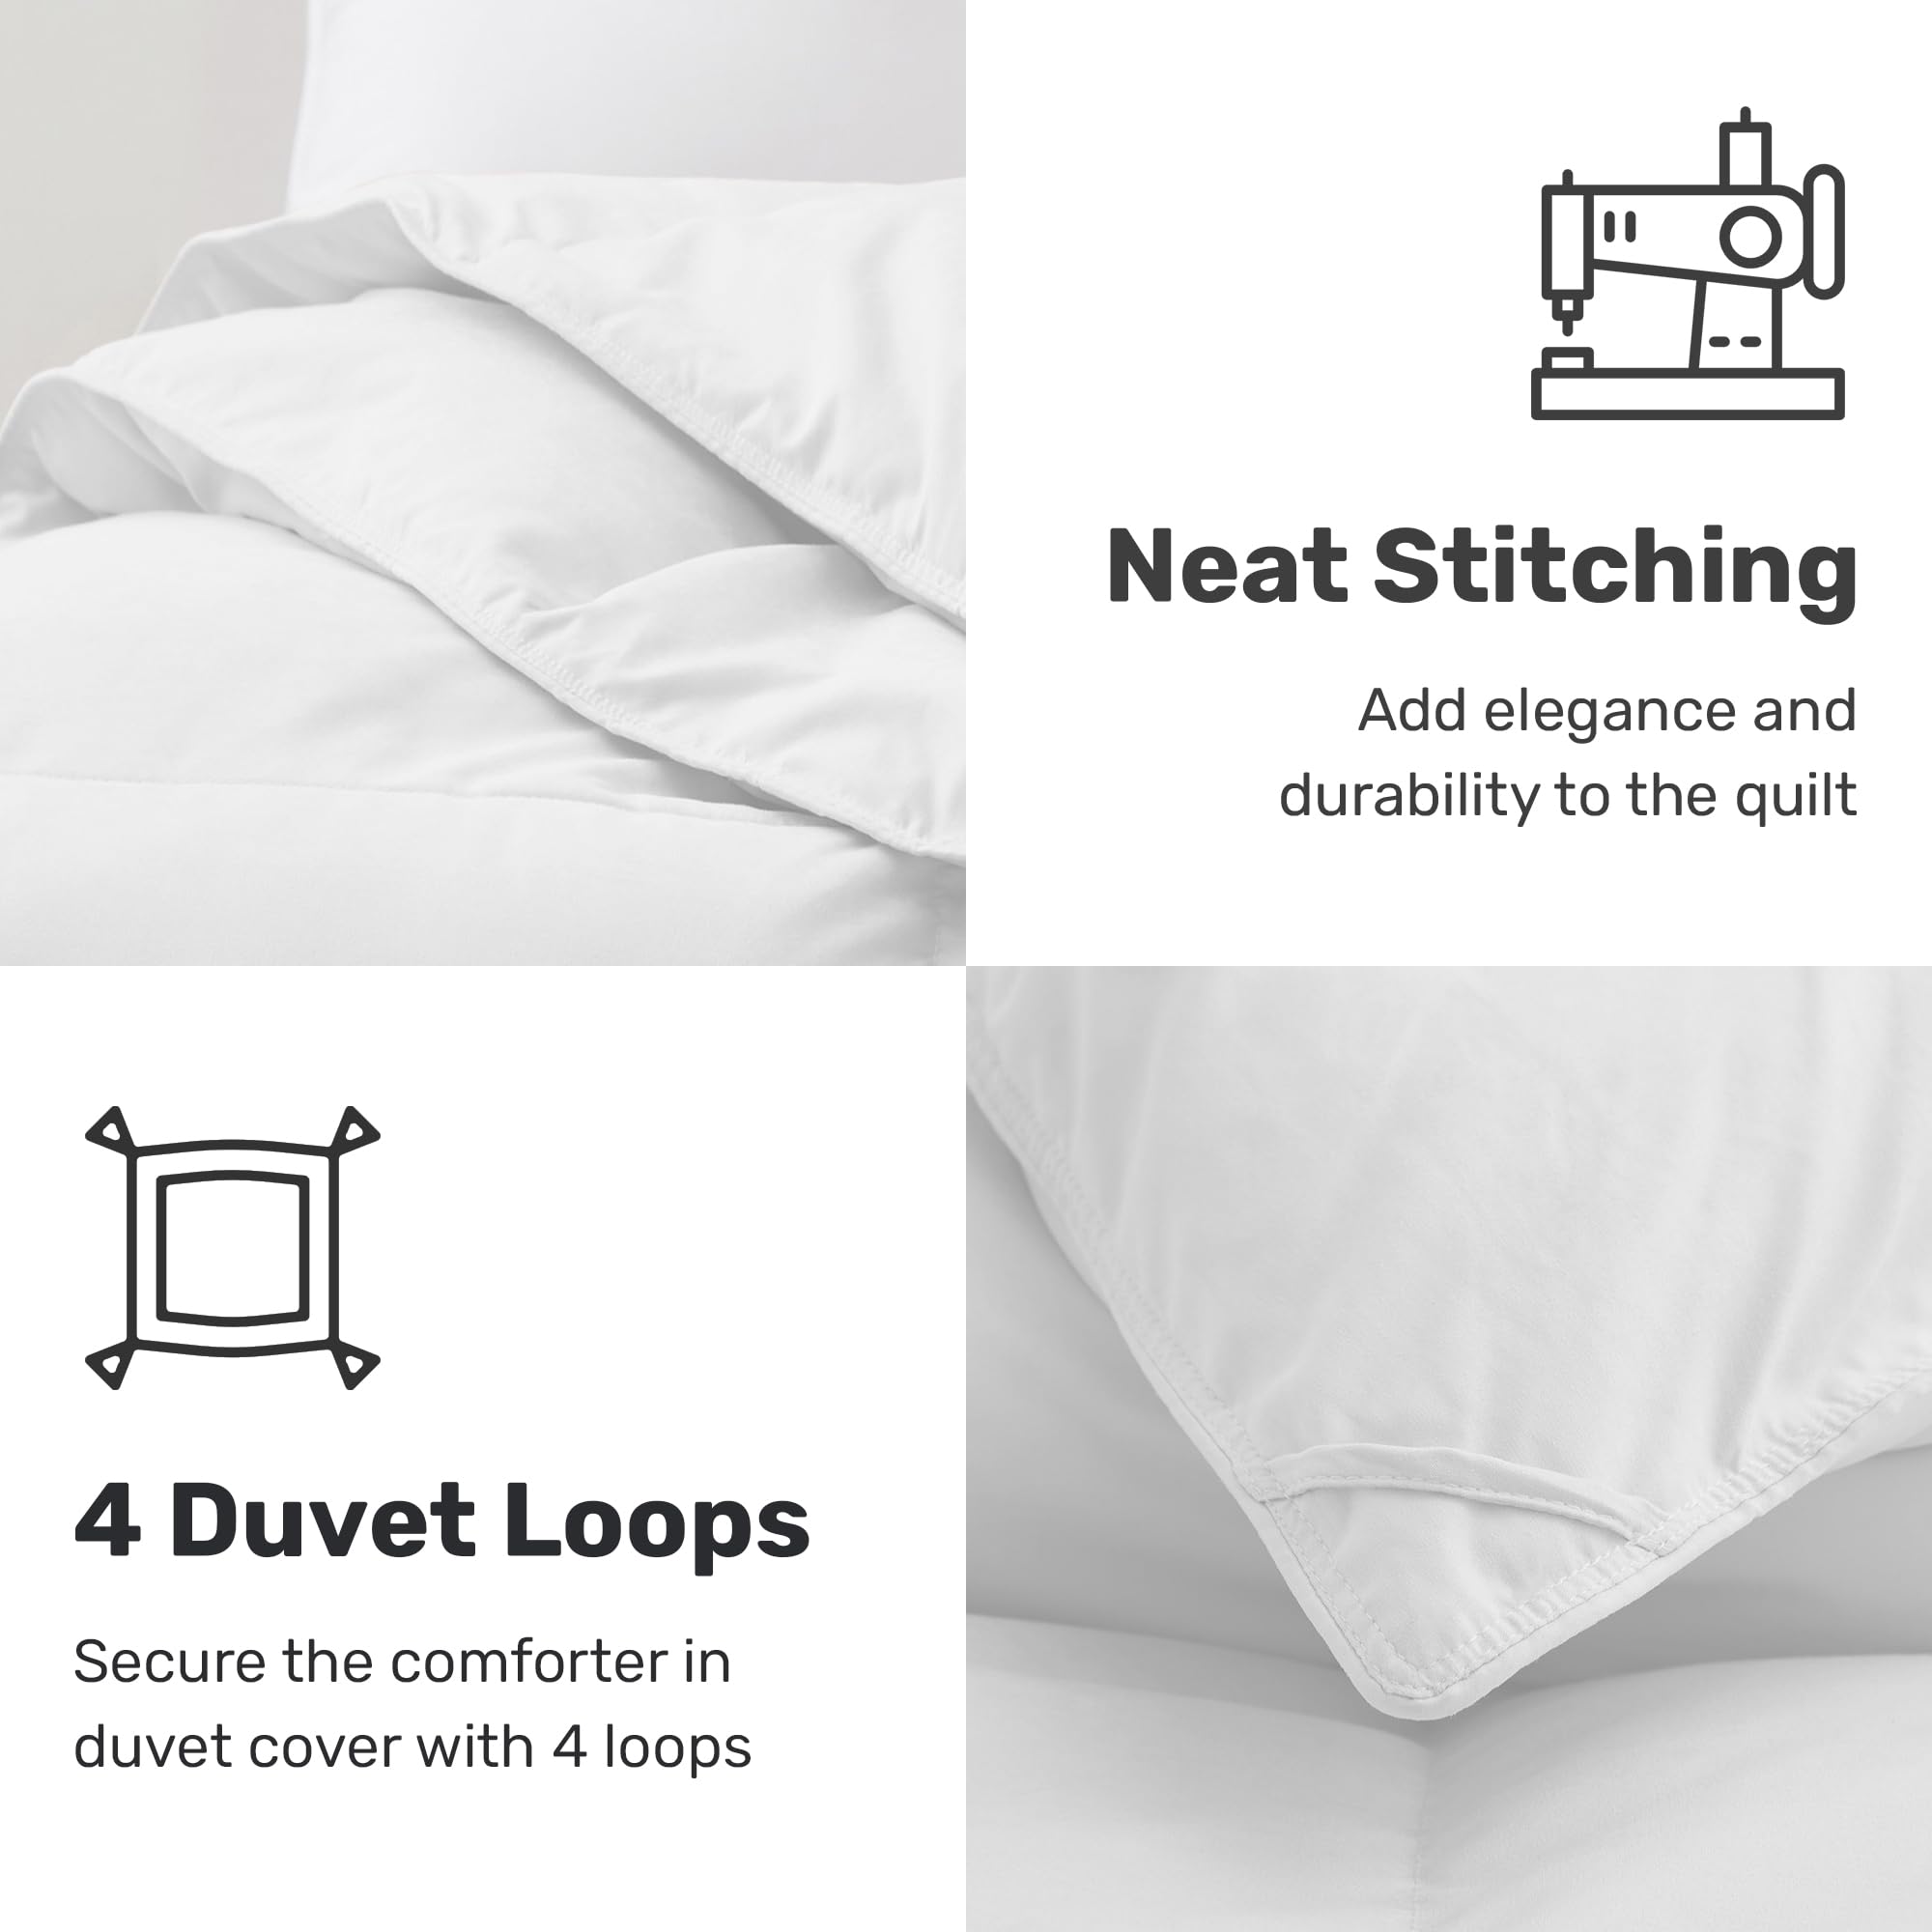 Neat Stitching
Add elegance and
durability to the quilt
4 Duvet Loops
Secure the comforter in
duvet cover with 4 loops